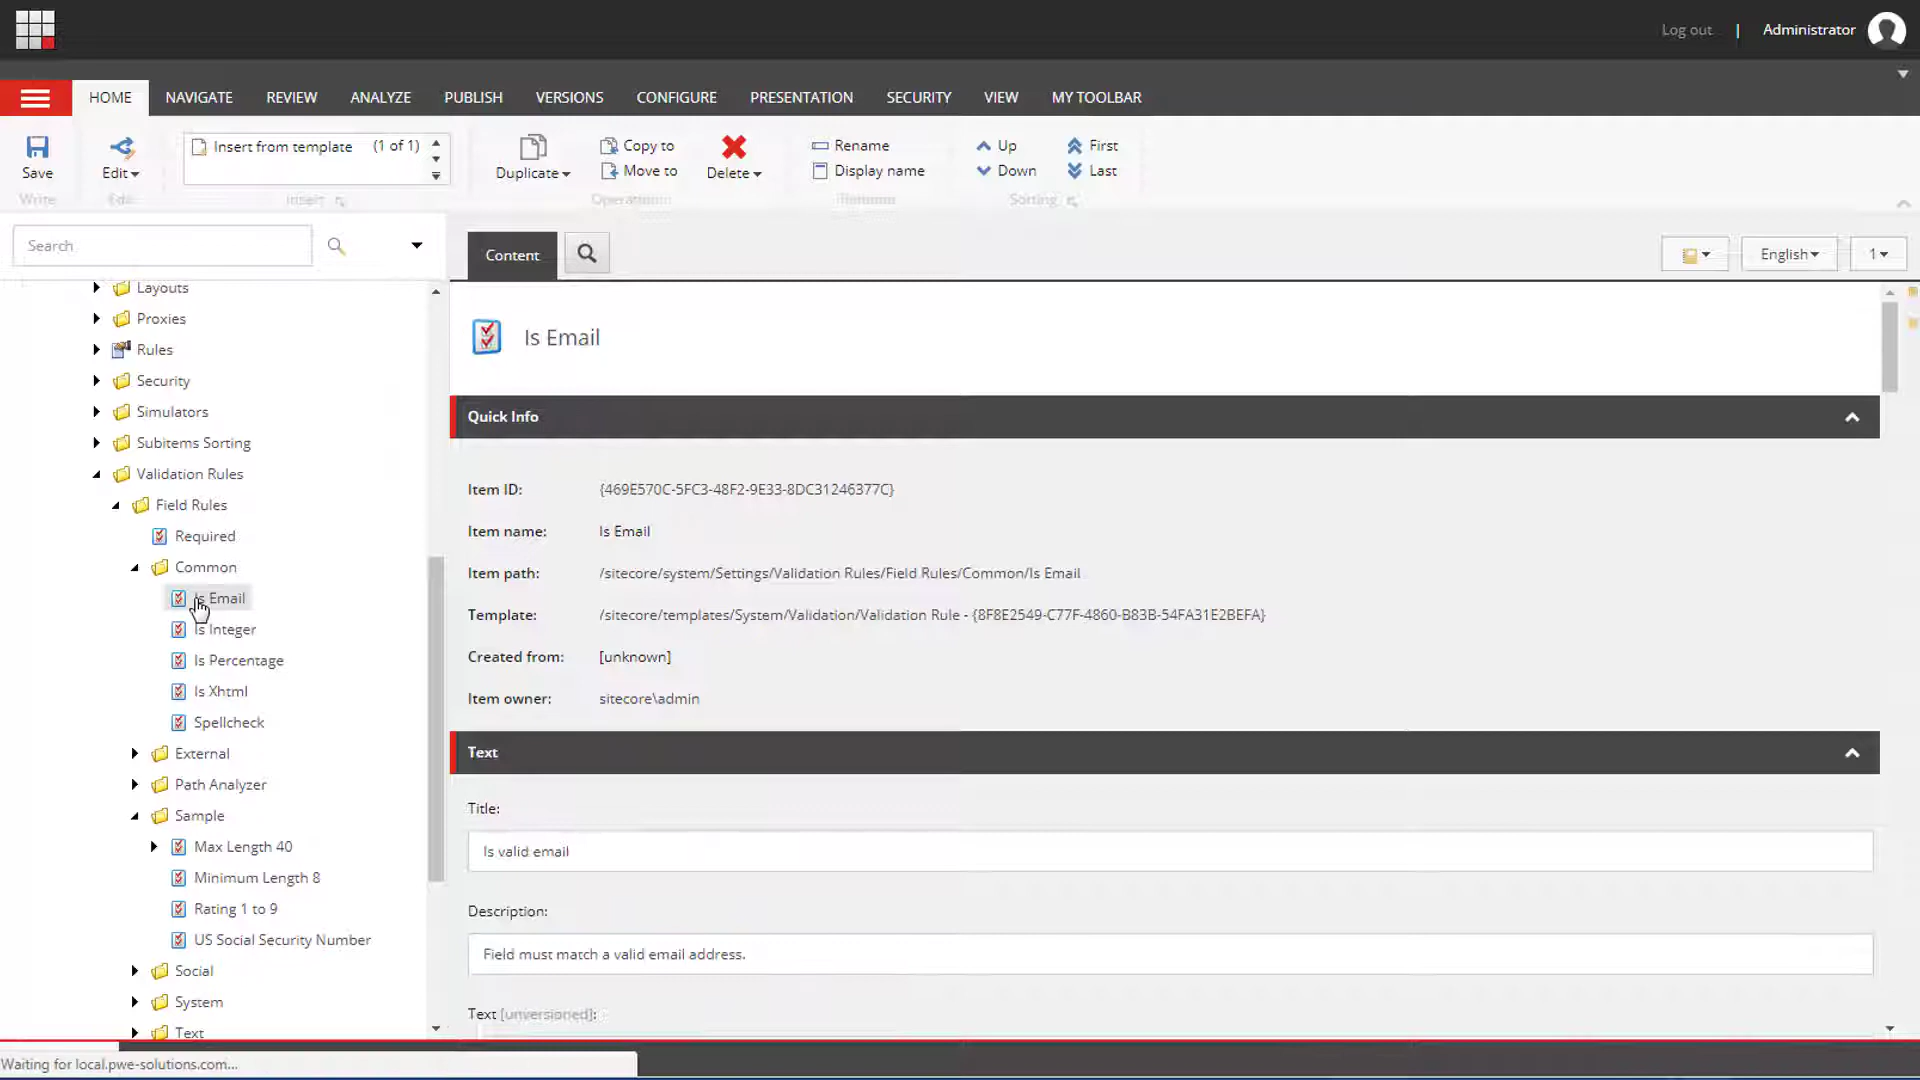 Log out | Administrator
HOME NAVIGATE REVIEW ANALYZE PUBLISH VERSIONS CONFIGURE PRESENTATION SECURITY VIEW MY TOOLBAR
Save
Write
Edit
Edit
Insert from template (1 of 1)
Insert
Duplicate
Copy to
Move to
Delete
Operations
Rename
Display name
Rename
Up
Down
First
Last
Sorting
Search
Content
English
1
Layouts
Proxies
Rules
Security
Simulators
Subitems Sorting
Validation Rules
Field Rules
Required
Common
Is Email
Is Integer
Is Percentage
Is Xhtml
Spellcheck
External
Path Analyzer
Sample
Max Length 40
Minimum Length 8
Rating 1 to 9
US Social Security Number
Social
System
Text
Is Email
Quick Info
Item ID: {469E570C-5FC3-48F2-9E33-8DC31246377C}
Item name: Is Email
Item path: /sitecore/system/Settings/Validation Rules/Field Rules/Common/Is Email
Template: /sitecore/templates/System/Validation/Validation Rule - {8F8E2549-C77F-4860-B83B-54FA31E2BEFA}
Created from: [unknown]
Item owner: sitecore\admin
Text
Title:
Is valid email
Description:
Field must match a valid email address.
Text [unversioned]:
Waiting for local.pwe-solutions.com...